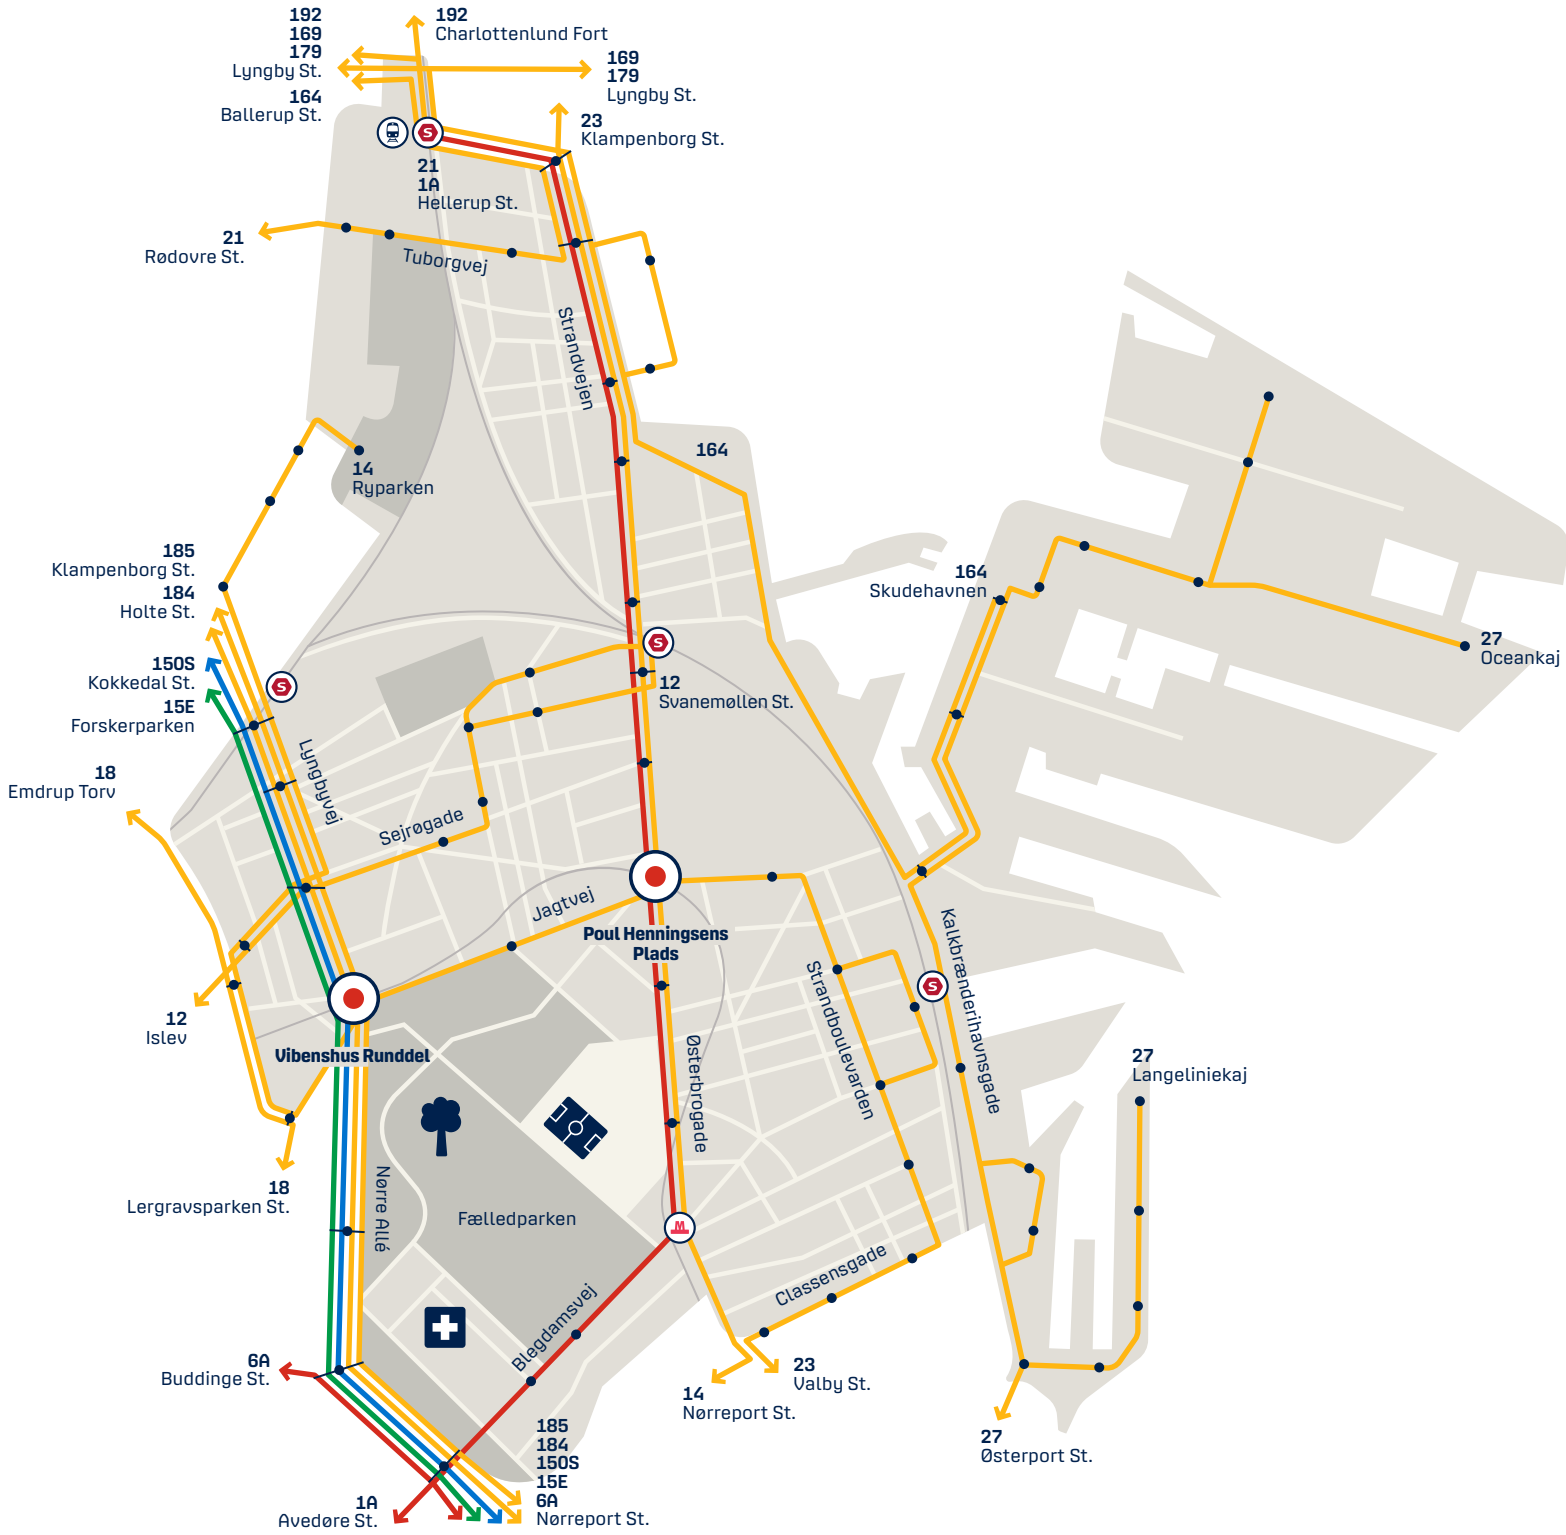 192
169
179
Lyngby St.
164
Ballerup St.
192
Charlottenlund Fort
169
179
Lyngby St.
23
Klampenborg St.
S
21
1A
Hellerup St.
21
Rødovre St.
Tuborgvej
Strandvejen
164
14
Ryparken
185
Klampenborg St.
184
Holte St.
150S
Kokkedal St.
15E
Forskerparken
S
S
12
Svanemøllen St.
164
Skudehavnen
27
Oceankaj
18
Emdrup Torv
Lyngbyvej
Sejrøgade
Jagtvej
Poul Henningsens
Plads
Kalkbrænderihavnsgade
S
Strandboulevarden
12
Islev
Vibenshus Runddel
Østerbrogade
27
Langeliniekaj
18
Lergravsparken St.
Nørre Allé
Fælledparken
M
Classensgade
Blegdamsvej
6A
Buddinge St.
23
Valby St.
14
Nørreport St.
27
Østerport St.
185
184
150S
15E
6A
Nørreport St.
1A
Avedøre St.